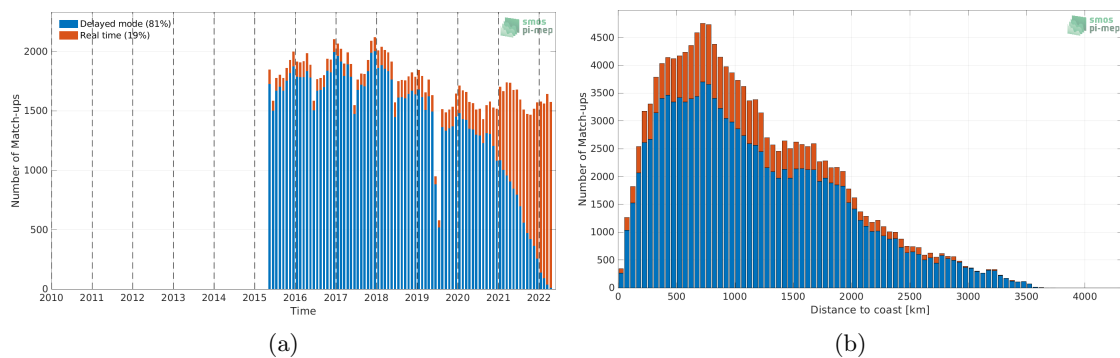 Delayed mode (81%)
Real time (19%)
smos
pi-mep
Number of Match-ups
2000
1500
1000
500
0
2010 2011 2012 2013 2014 2015 2016 2017 2018 2019 2020 2021 2022
Time
(a)
smos
pi-mep
Number of Match-ups
4500
4000
3500
3000
2500
2000
1500
1000
500
0
0 500 1000 1500 2000 2500 3000 3500 4000
Distance to coast [km]
(b)